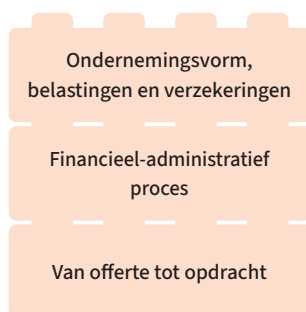 Ondernemingsvorm,
belastingen en verzekeringen
Financieel-administratief
proces
Van offerte tot opdracht